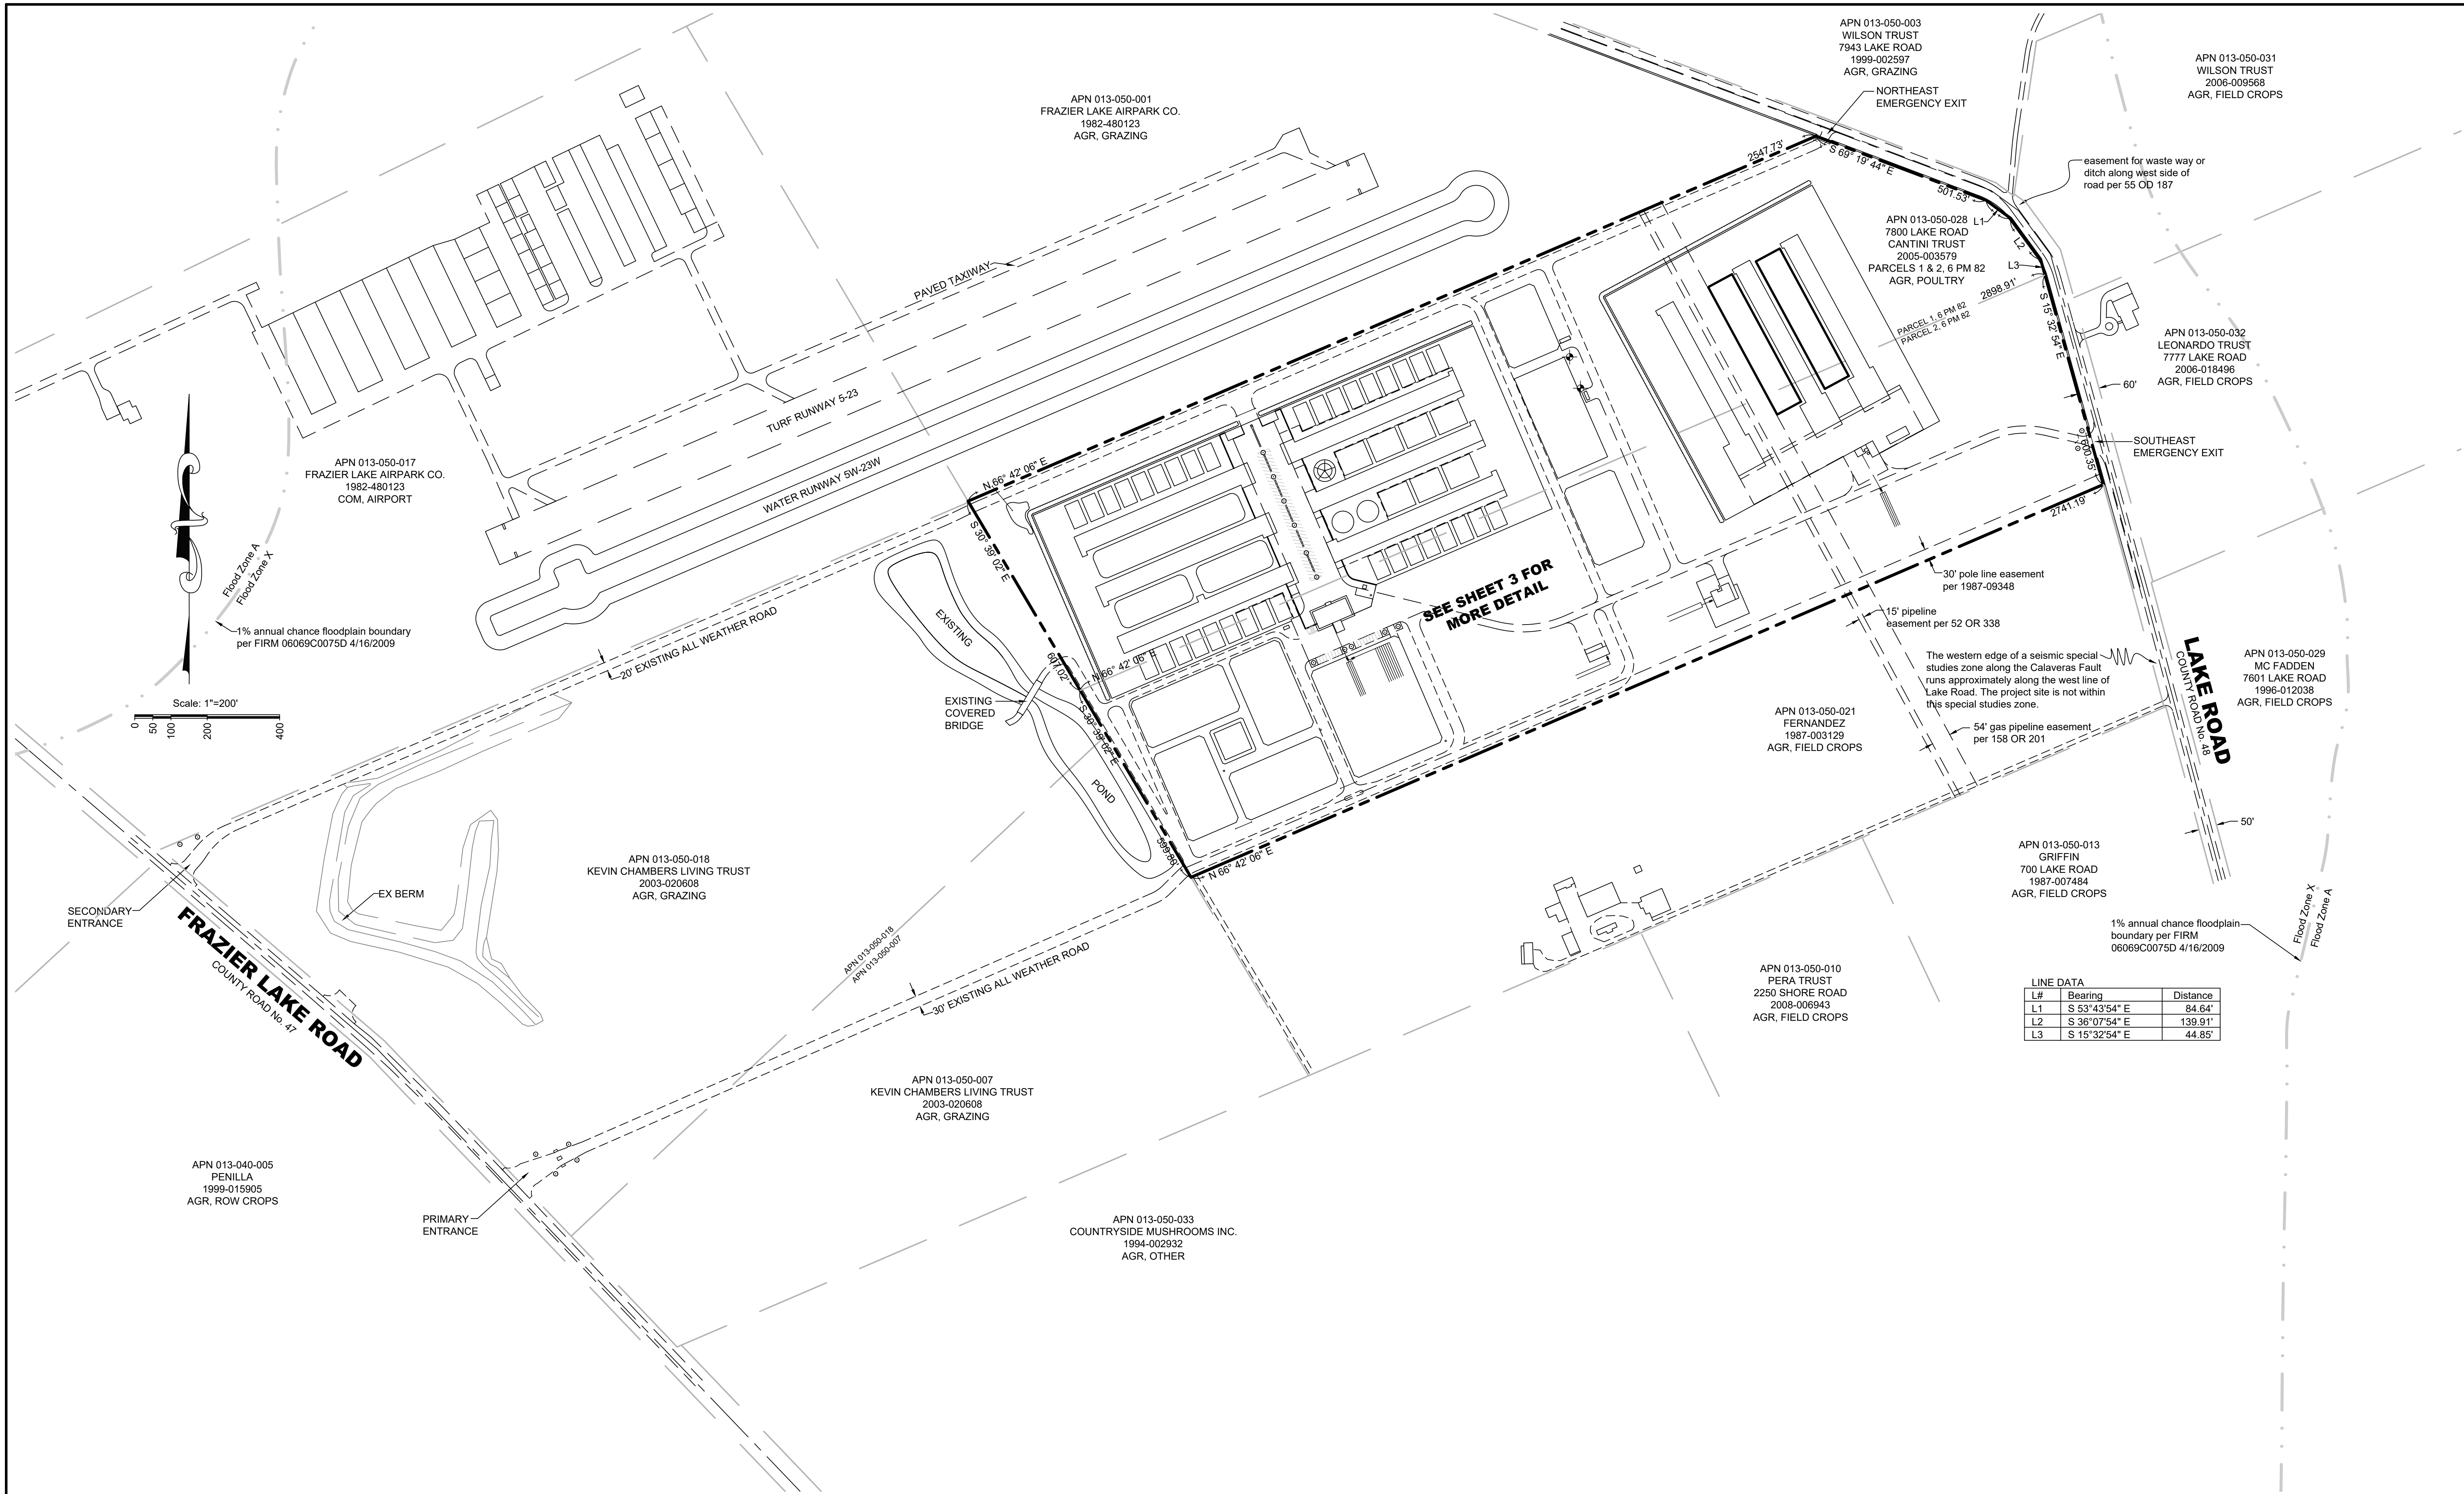 APN 013-050-003
WILSON TRUST
7943 LAKE ROAD
1999-002597
AGR, GRAZING
APN 013-050-031
WILSON TRUST
2006-009568
AGR, FIELD CROPS
NORTHEAST
EMERGENCY EXIT
APN 013-050-001
FRAZIER LAKE AIRPARK CO.
1982-480123
AGR, GRAZING
2547.73'
S 69° 19' 44" E
501.53'
easement for waste way or
ditch along west side of
road per 55 OD 187
APN 013-050-028
7800 LAKE ROAD
CANTINI TRUST
2005-003579
PARCELS 1 & 2, 6 PM 82
AGR, POULTRY
L1
L2
L3
2898.91'
PARCEL 1, 6 PM 82
PARCEL 2, 6 PM 82
S 15° 32' 54" E
APN 013-050-032
LEONARDO TRUST
7777 LAKE ROAD
2006-018496
AGR, FIELD CROPS
60'
PAVED TAXIWAY
TURF RUNWAY 5-23
WATER RUNWAY 5W-23W
APN 013-050-017
FRAZIER LAKE AIRPARK CO.
1982-480123
COM, AIRPORT
N 66° 42' 06" E
S 30° 39' 02" E
SOUTHEAST
EMERGENCY EXIT
600.35'
2741.19'
Flood Zone A
Flood Zone X
1% annual chance floodplain boundary
per FIRM 06069C0075D 4/16/2009
Scale: 1"=200'
0
50
100
200
400
20' EXISTING ALL WEATHER ROAD
EXISTING
607.02'
N 66° 42' 06" E
SEE SHEET 3 FOR
MORE DETAIL
30' pole line easement
per 1987-09348
15' pipeline
easement per 52 OR 338
The western edge of a seismic special
studies zone along the Calaveras Fault
runs approximately along the west line of
Lake Road. The project site is not within
this special studies zone.
LAKE ROAD
COUNTY ROAD No. 48
APN 013-050-029
MC FADDEN
7601 LAKE ROAD
1996-012038
AGR, FIELD CROPS
EXISTING
COVERED
BRIDGE
S 30° 39' 02" E
POND
599.80'
N 66° 42' 06" E
APN 013-050-021
FERNANDEZ
1987-003129
AGR, FIELD CROPS
54' gas pipeline easement
per 158 OR 201
50'
APN 013-050-013
GRIFFIN
700 LAKE ROAD
1987-007484
AGR, FIELD CROPS
APN 013-050-018
KEVIN CHAMBERS LIVING TRUST
2003-020608
AGR, GRAZING
EX BERM
SECONDARY
ENTRANCE
FRAZIER LAKE ROAD
COUNTY ROAD No. 47
APN 013-050-018
APN 013-050-007
30' EXISTING ALL WEATHER ROAD
Flood Zone X
Flood Zone A
1% annual chance floodplain
boundary per FIRM
06069C0075D 4/16/2009
APN 013-050-010
PERA TRUST
2250 SHORE ROAD
2008-006943
AGR, FIELD CROPS
LINE DATA
L# Bearing Distance
L1 S 53°43'54" E 84.64'
L2 S 36°07'54" E 139.91'
L3 S 15°32'54" E 44.85'
APN 013-050-007
KEVIN CHAMBERS LIVING TRUST
2003-020608
AGR, GRAZING
APN 013-040-005
PENILLA
1999-015905
AGR, ROW CROPS
PRIMARY
ENTRANCE
APN 013-050-033
COUNTRYSIDE MUSHROOMS INC.
1994-002932
AGR, OTHER